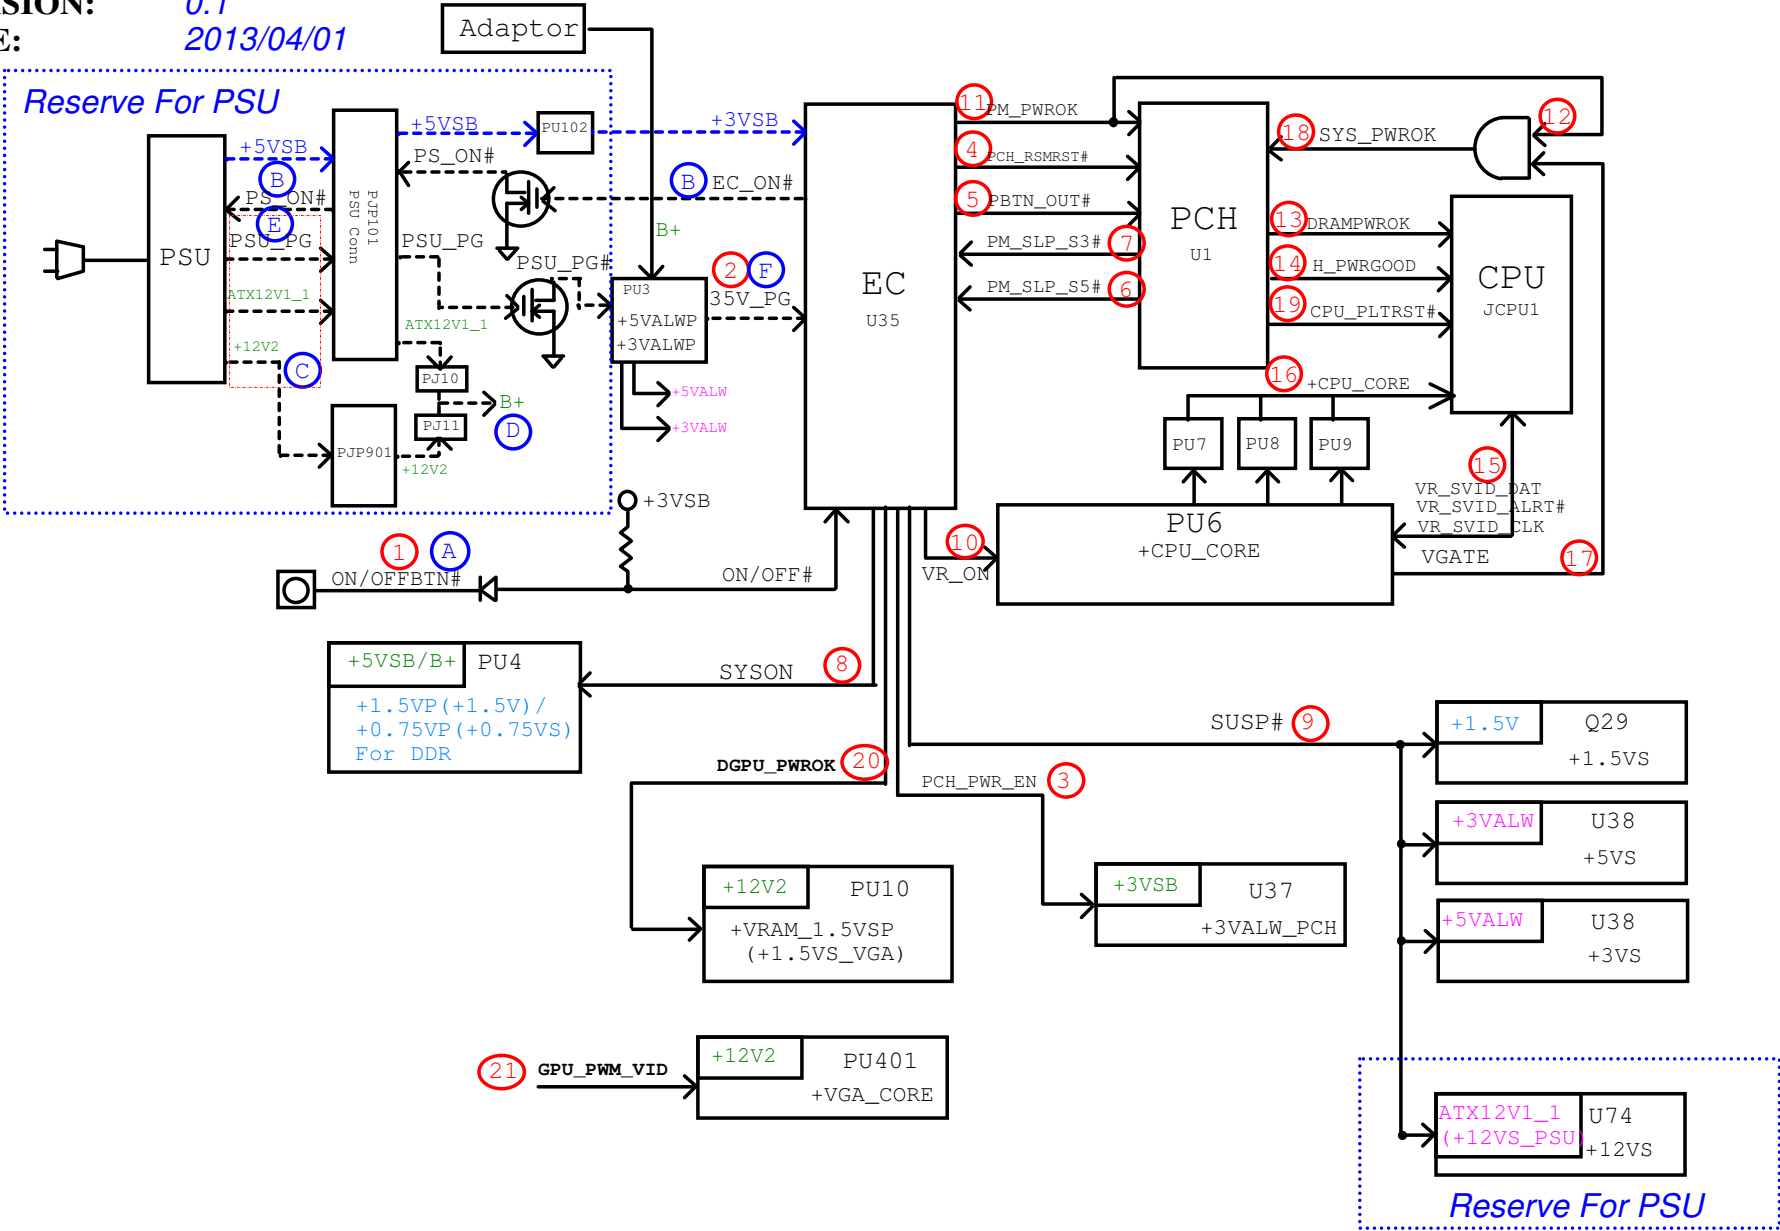 SION: 0.1
E: 2013/04/01
Adaptor
Reserve For PSU
+5VSB
PU102
+3VSB
11
PM_PWROK
12
18
SYS_PWROK
+5VSB
PS_ON#
4
PCH_RSMRST#
B
B
EC_ON#
5
PBTN_OUT#
PS_ON#
E
PJP101
PSU Conn
PSU_PG
PSU_PG
PSU
B+
EC
U35
PM_SLP_S3#
7
PCH
U1
13
DRAMPWROK
PSU_PG#
2
F
35V_PG
PM_SLP_S5#
6
14
H_PWRGOOD
CPU
JCPU1
ATX12V1_1
PU3
+5VALWP
+3VALWP
19
CPU_PLTRST#
ATX12V1_1
+12V2
C
PJ10
+5VALW
16
+CPU_CORE
B+
D
PJ11
+3VALW
PJP901
+12V2
PU7
PU8
PU9
15
VR_SVID_DAT
VR_SVID_ALRT#
VR_SVID_CLK
+3VSB
PU6
+CPU_CORE
10
VR_ON
VGATE
17
1
A
ON/OFFBTN#
ON/OFF#
+5VSB/B+
PU4
SYSON
8
+1.5VP(+1.5V)/
+0.75VP(+0.75VS)
For DDR
SUSP#
9
+1.5V
Q29
+1.5VS
DGPU_PWROK
20
PCH_PWR_EN
3
+3VALW
U38
+5VS
+12V2
PU10
+VRAM_1.5VSP
(+1.5VS_VGA)
+3VSB
U37
+3VALW_PCH
+5VALW
U38
+3VS
21
GPU_PWM_VID
+12V2
PU401
+VGA_CORE
ATX12V1_1
(+12VS_PSU)
U74
+12VS
Reserve For PSU